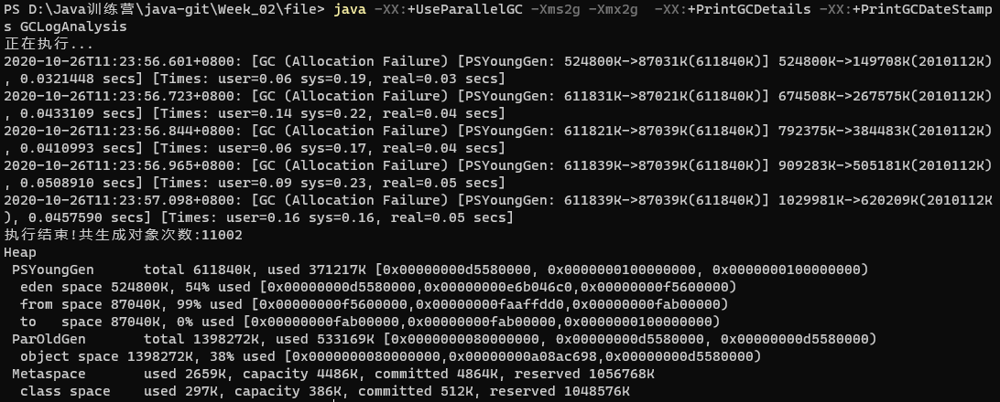 PS D:\Java训练营\java-git\Week_02\file> java -XX:+UseParallelGC -Xms2g -Xmx2g  -XX:+PrintGCDetails -XX:+PrintGCDateStamp
s GCLogAnalysis
正在执行...
2020-10-26T11:23:56.601+0800: [GC (Allocation Failure) [PSYoungGen: 524800K->87031K(611840K)] 524800K->149708K(2010112K)
, 0.0321448 secs] [Times: user=0.06 sys=0.19, real=0.03 secs]
2020-10-26T11:23:56.723+0800: [GC (Allocation Failure) [PSYoungGen: 611831K->87021K(611840K)] 674508K->267575K(2010112K)
, 0.0433109 secs] [Times: user=0.14 sys=0.22, real=0.04 secs]
2020-10-26T11:23:56.844+0800: [GC (Allocation Failure) [PSYoungGen: 611821K->87039K(611840K)] 792375K->384483K(2010112K)
, 0.0410993 secs] [Times: user=0.06 sys=0.17, real=0.04 secs]
2020-10-26T11:23:56.965+0800: [GC (Allocation Failure) [PSYoungGen: 611839K->87039K(611840K)] 909283K->505181K(2010112K)
, 0.0508910 secs] [Times: user=0.09 sys=0.23, real=0.05 secs]
2020-10-26T11:23:57.098+0800: [GC (Allocation Failure) [PSYoungGen: 611839K->87039K(611840K)] 1029981K->620209K(2010112K
), 0.0457590 secs] [Times: user=0.16 sys=0.16, real=0.05 secs]
执行结束!共生成对象次数:11002
Heap
 PSYoungGen      total 611840K, used 371217K [0x00000000d5580000, 0x0000000100000000, 0x0000000100000000)
  eden space 524800K, 54% used [0x00000000d5580000,0x00000000e6b046c0,0x00000000f5600000)
  from space 87040K, 99% used [0x00000000f5600000,0x00000000faaffdd0,0x00000000fab00000)
  to   space 87040K, 0% used [0x00000000fab00000,0x00000000fab00000,0x0000000100000000)
 ParOldGen       total 1398272K, used 533169K [0x0000000080000000, 0x00000000d5580000, 0x00000000d5580000)
  object space 1398272K, 38% used [0x0000000080000000,0x00000000a08ac698,0x00000000d5580000)
 Metaspace       used 2659K, capacity 4486K, committed 4864K, reserved 1056768K
  class space    used 297K, capacity 386K, committed 512K, reserved 1048576K